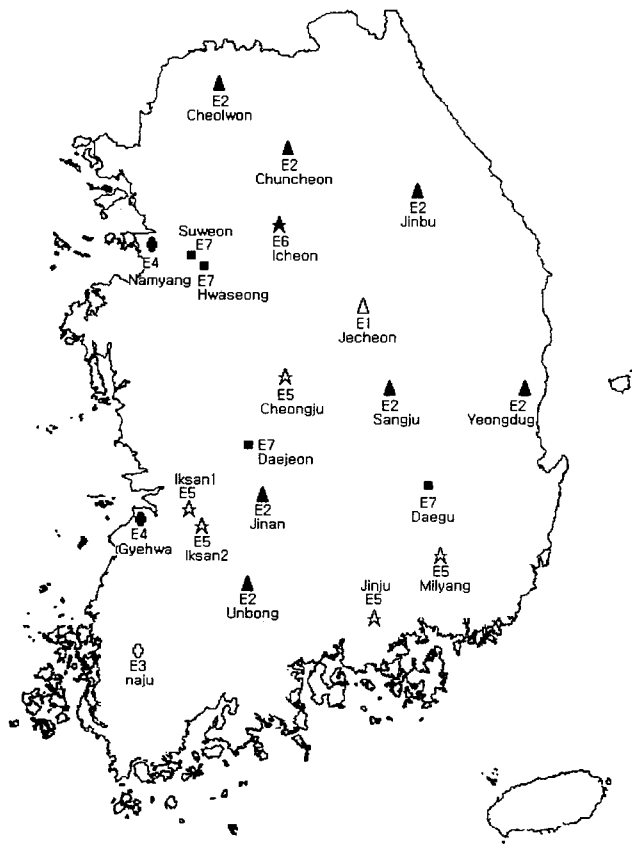 E2
Cheolwon
E2
Chuncheon
E2
Jinbu
Suweon
E7
E6
Icheon
E4
Namyang
E7
Hwaseong
E1
Jecheon
E5
Cheongju
E2
Sangju
E2
Yeongdug
E7
Daejeon
Iksan1
E5
E2
Jinan
E7
Daegu
E4
Gyehwa
E5
Iksan2
E5
Milyang
E2
Unbong
Jinju
E5
E3
naju